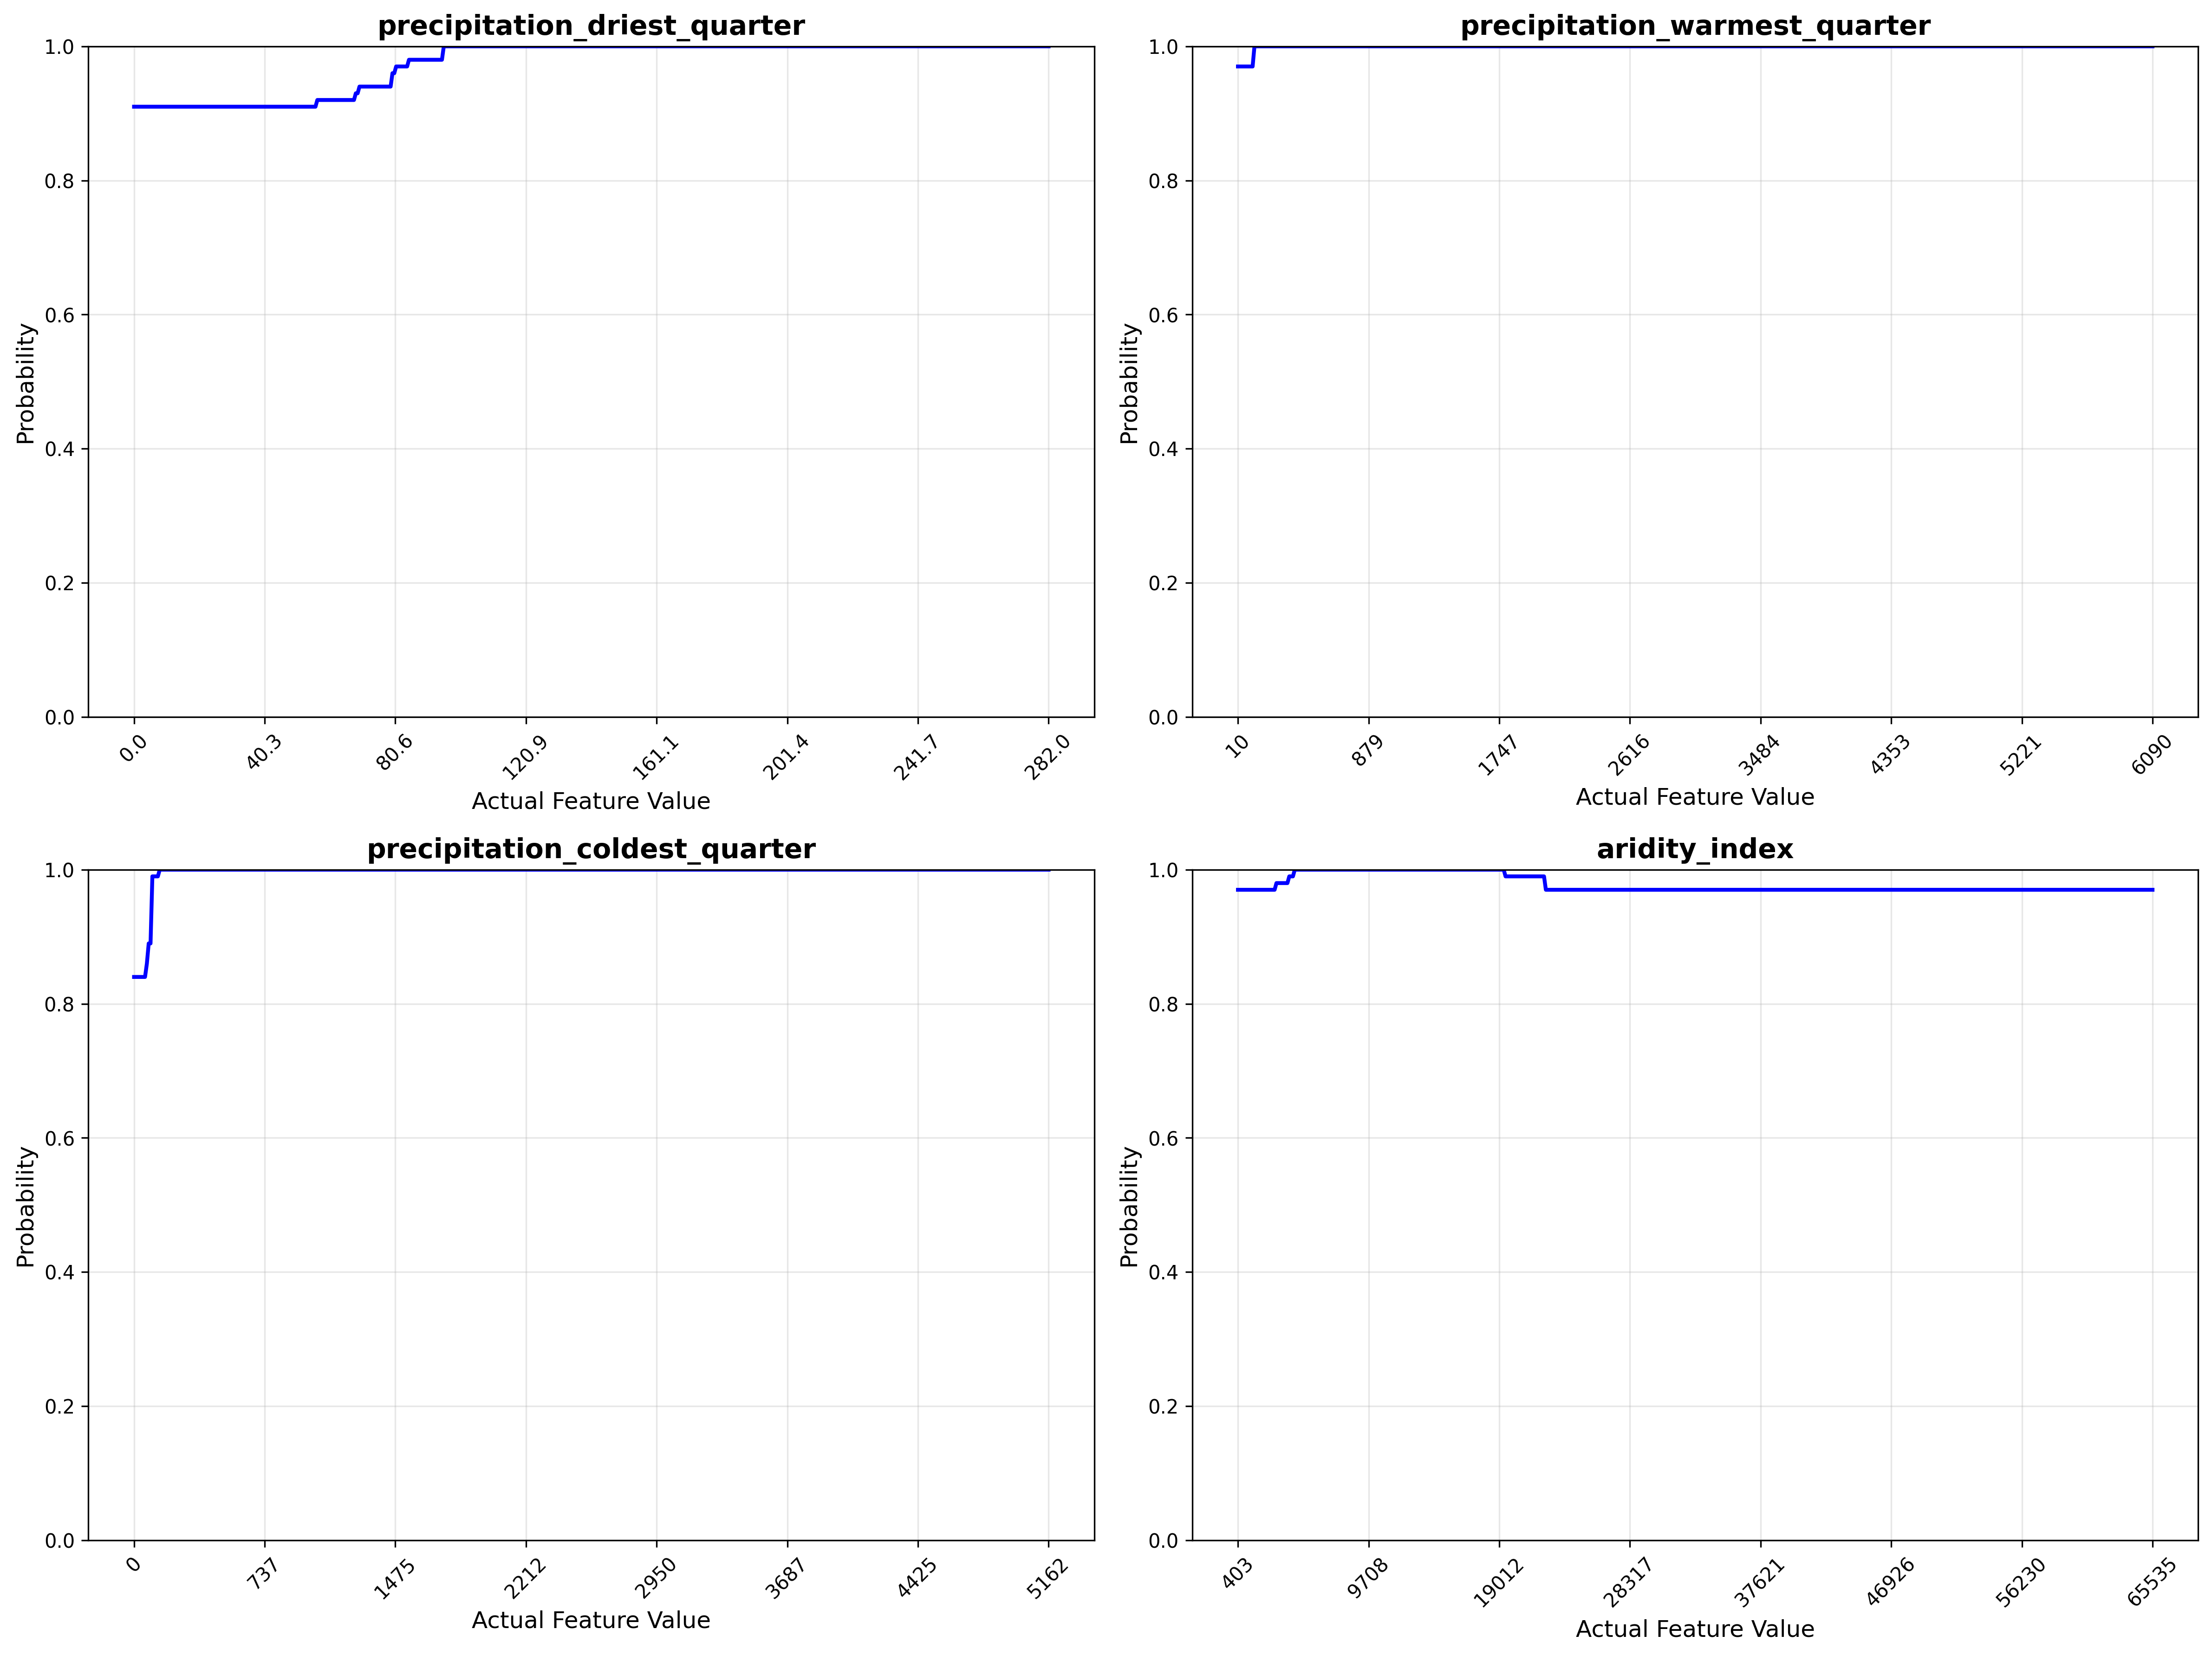 precipitation_driest_quarter
1.0
0.8
0.6
0.4
0.2
0.0
Probability
0.0 40.3 80.6 120.9 161.1 201.4 241.7 282.0
Actual Feature Value
precipitation_warmest_quarter
1.0
0.8
0.6
0.4
0.2
0.0
Probability
10 879 1747 2616 3484 4353 5221 6090
Actual Feature Value
precipitation_coldest_quarter
1.0
0.8
0.6
0.4
0.2
0.0
Probability
0 737 1475 2212 2950 3687 4425 5162
Actual Feature Value
aridity_index
1.0
0.8
0.6
0.4
0.2
0.0
Probability
403 9708 19012 28317 37621 46926 56230 65535
Actual Feature Value